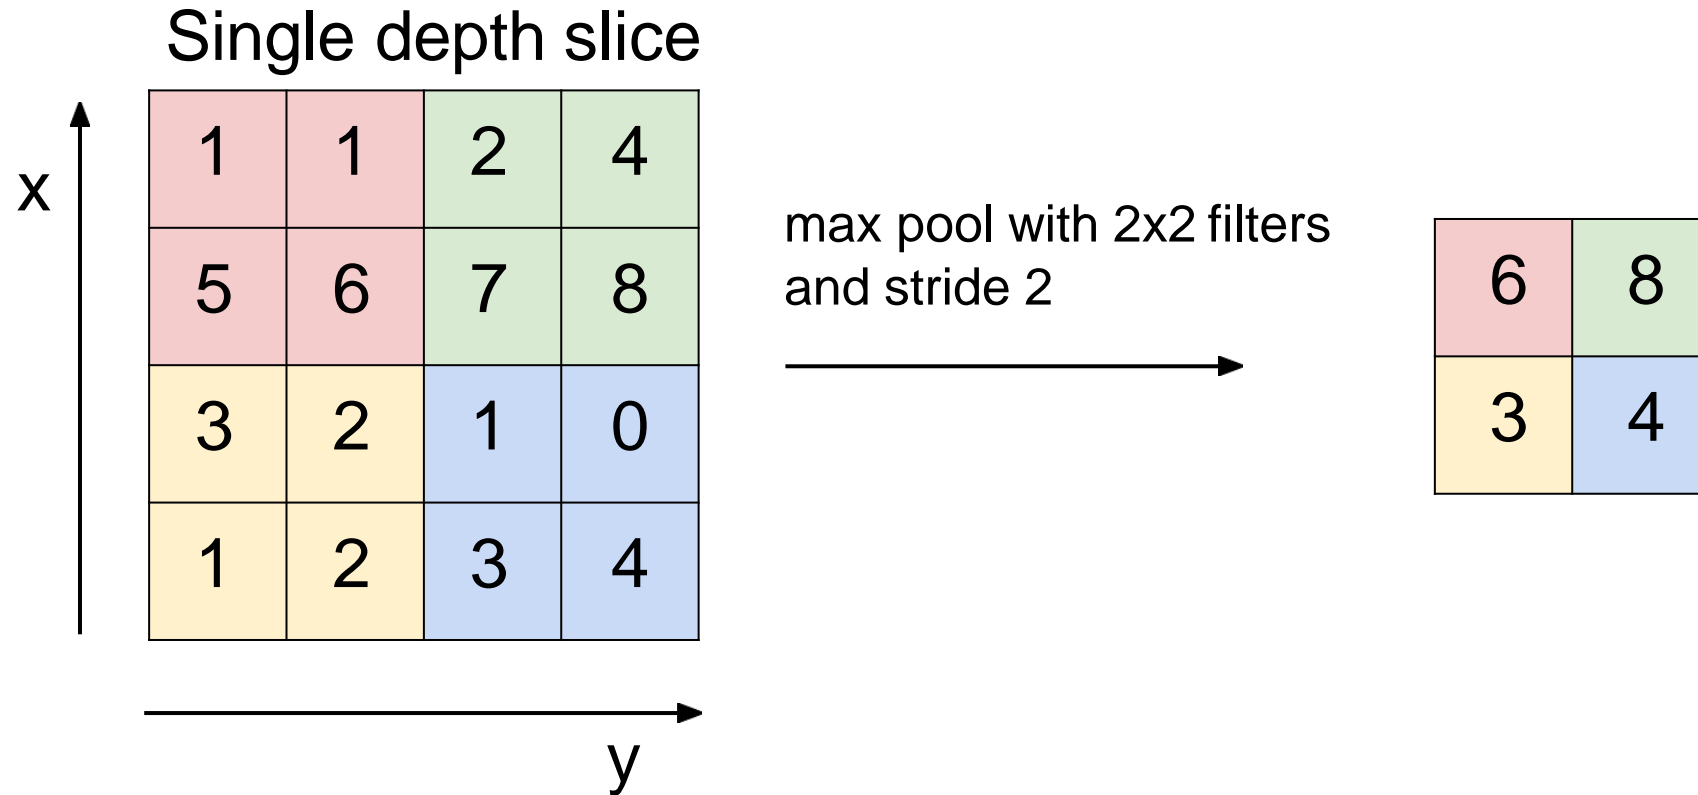 Single depth slice
x
1 1 2 4
5 6 7 8
3 2 1 0
1 2 3 4
y
max pool with 2x2 filters
and stride 2
6 8
3 4